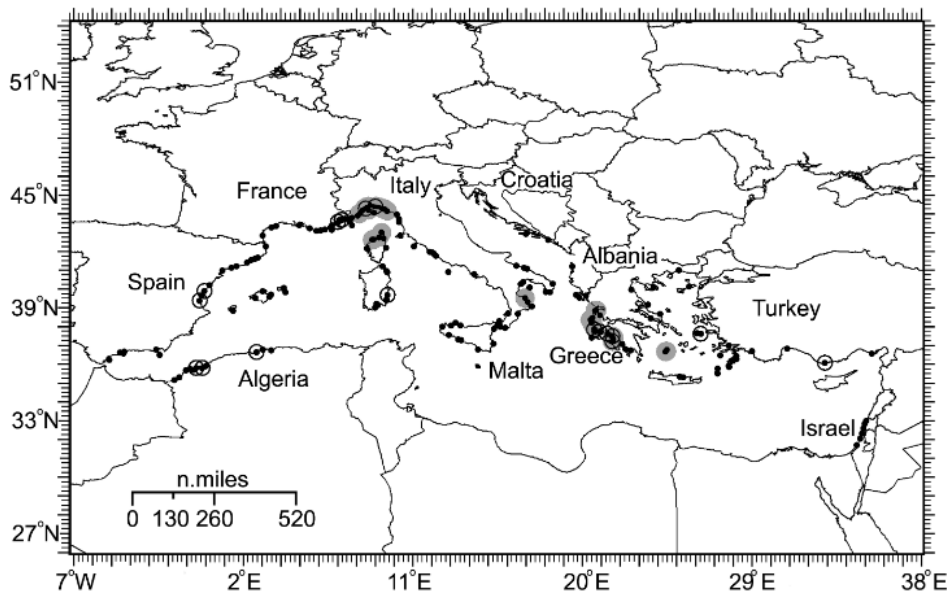 51°N
45°N
39°N
33°N
27°N
France
Italy
Croatia
Spain
Albania
Turkey
Algeria
Malta
Greece
Israel
n.miles
0 130 260 520
7°W 2°E 11°E 20°E 29°E 38°E